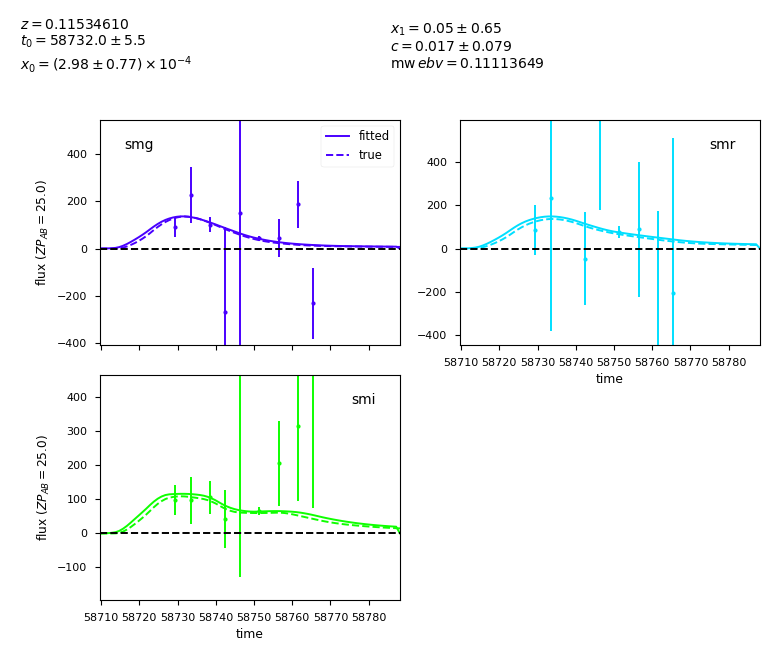 z = 0.11534610
t₀ = 58732.0 ± 5.5
x₀ = (2.98 ± 0.77) × 10⁻⁴
x₁ = 0.05 ± 0.65
c = 0.017 ± 0.079
mw ebv = 0.11113649
smg
fitted
true
400
200
0
−200
−400
flux (ZP_AB = 25.0)
smr
400
200
0
−200
−400
58710 58720 58730 58740 58750 58760 58770 58780
time
smi
400
300
200
100
0
−100
flux (ZP_AB = 25.0)
58710 58720 58730 58740 58750 58760 58770 58780
time